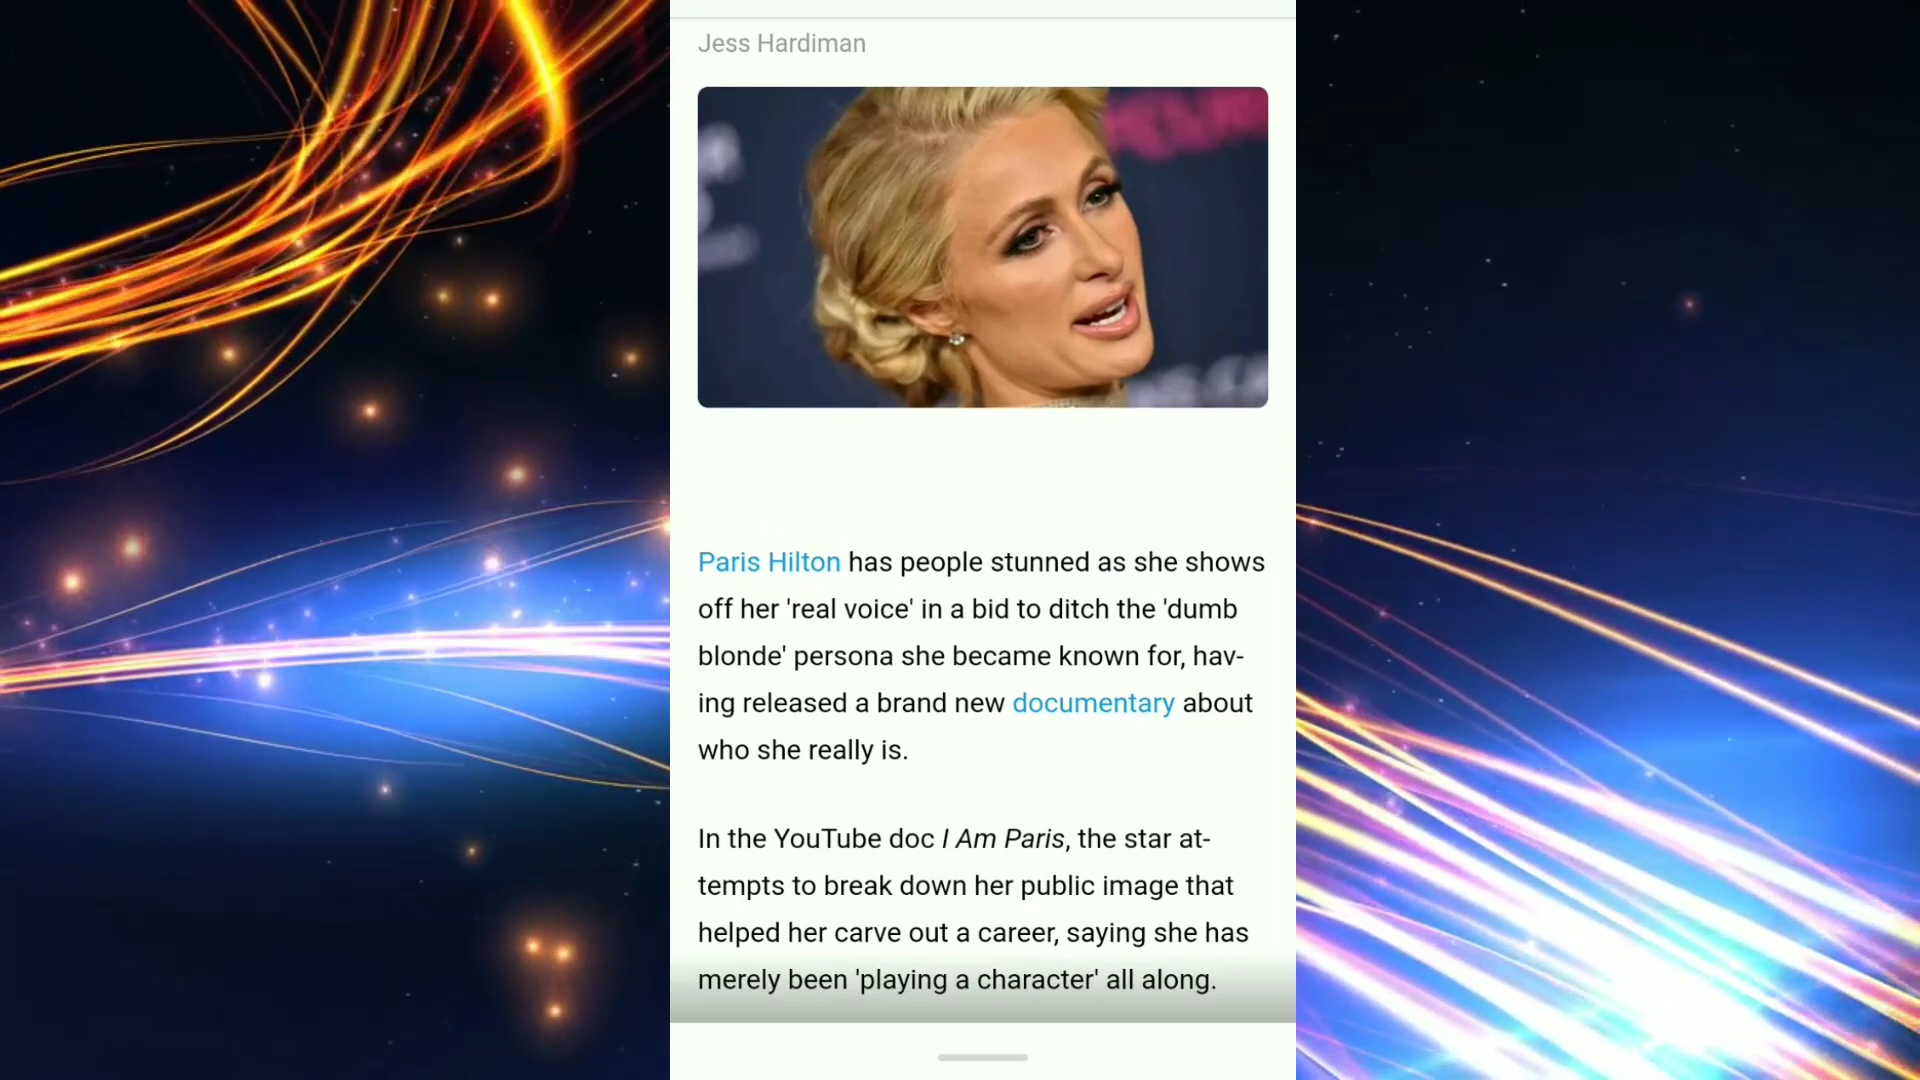 Jess Hardiman
Paris Hilton has people stunned as she shows
off her 'real voice' in a bid to ditch the 'dumb
blonde' persona she became known for, hav-
ing released a brand new documentary about
who she really is.
In the YouTube doc I Am Paris, the star at-
tempts to break down her public image that
helped her carve out a career, saying she has
merely been 'playing a character' all along.